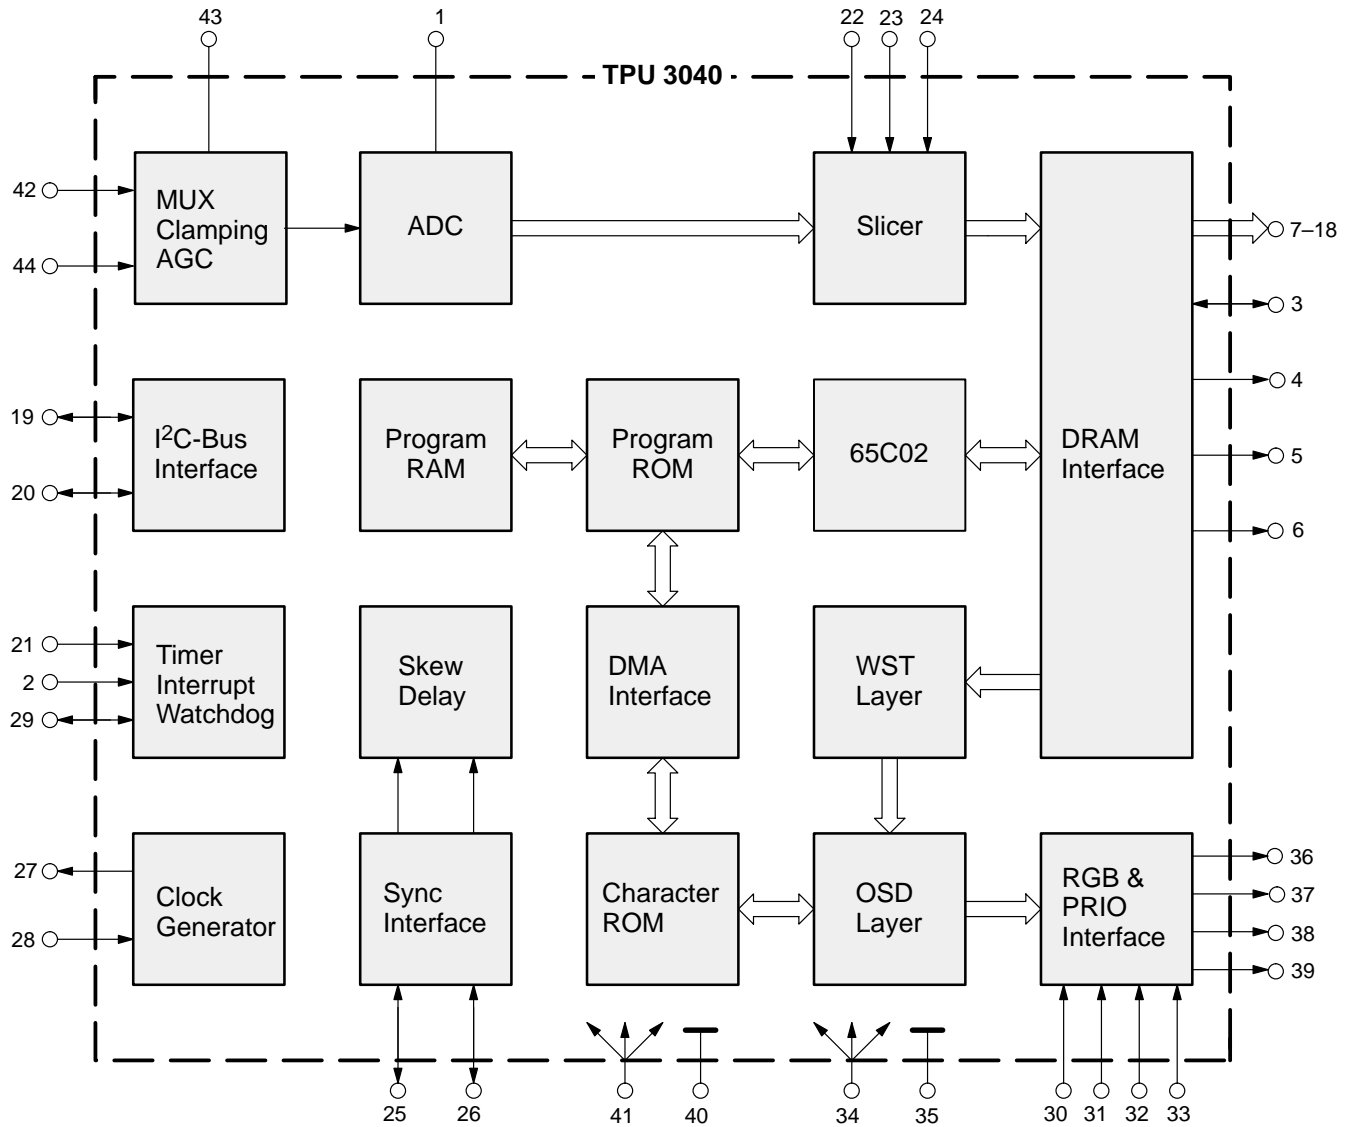 43
1
22
23
24
TPU 3040
42
44
MUX
Clamping
AGC
ADC
Slicer
7–18
3
4
5
6
DRAM
Interface
19
20
I2C-Bus
Interface
Program
RAM
Program
ROM
65C02
21
2
29
Timer
Interrupt
Watchdog
Skew
Delay
DMA
Interface
WST
Layer
27
28
Clock
Generator
Sync
Interface
Character
ROM
OSD
Layer
RGB &
PRIO
Interface
36
37
38
39
25
26
41
40
34
35
30
31
32
33